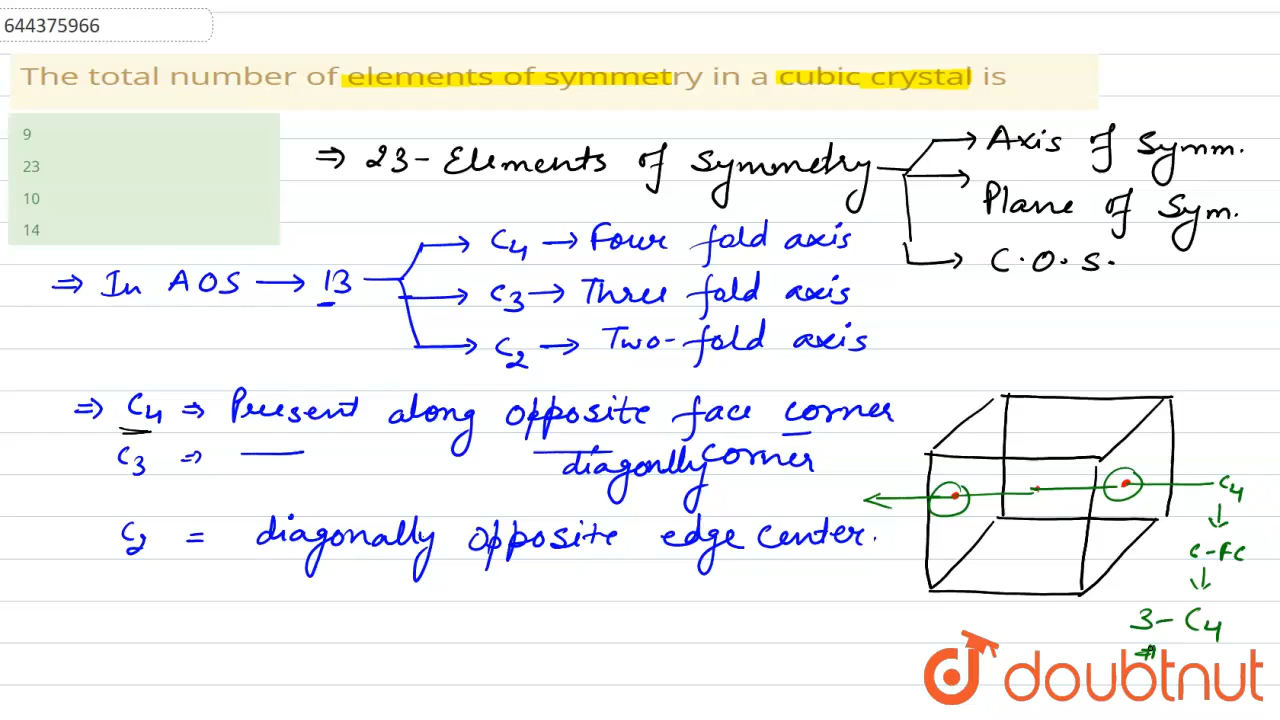 644375966
The total number of elements of symmetry in a cubic crystal is
9
23
10
14
⇒ 23 - Elements of Symmetry
→ Axis of Symm.
→ Plane of Sym.
→ C.O.S.
⇒ In AOS → 13
→ C4 → Four fold axis
→ C3 → Three fold axis
→ C2 → Two-fold axis
⇒ C4 ⇒ Present along opposite face corner
C3 ⇒ —— diagonlly corner
C2 = diagonally opposite edge center.
C4
↓
C-FC
↓
3- C4
doubtnut